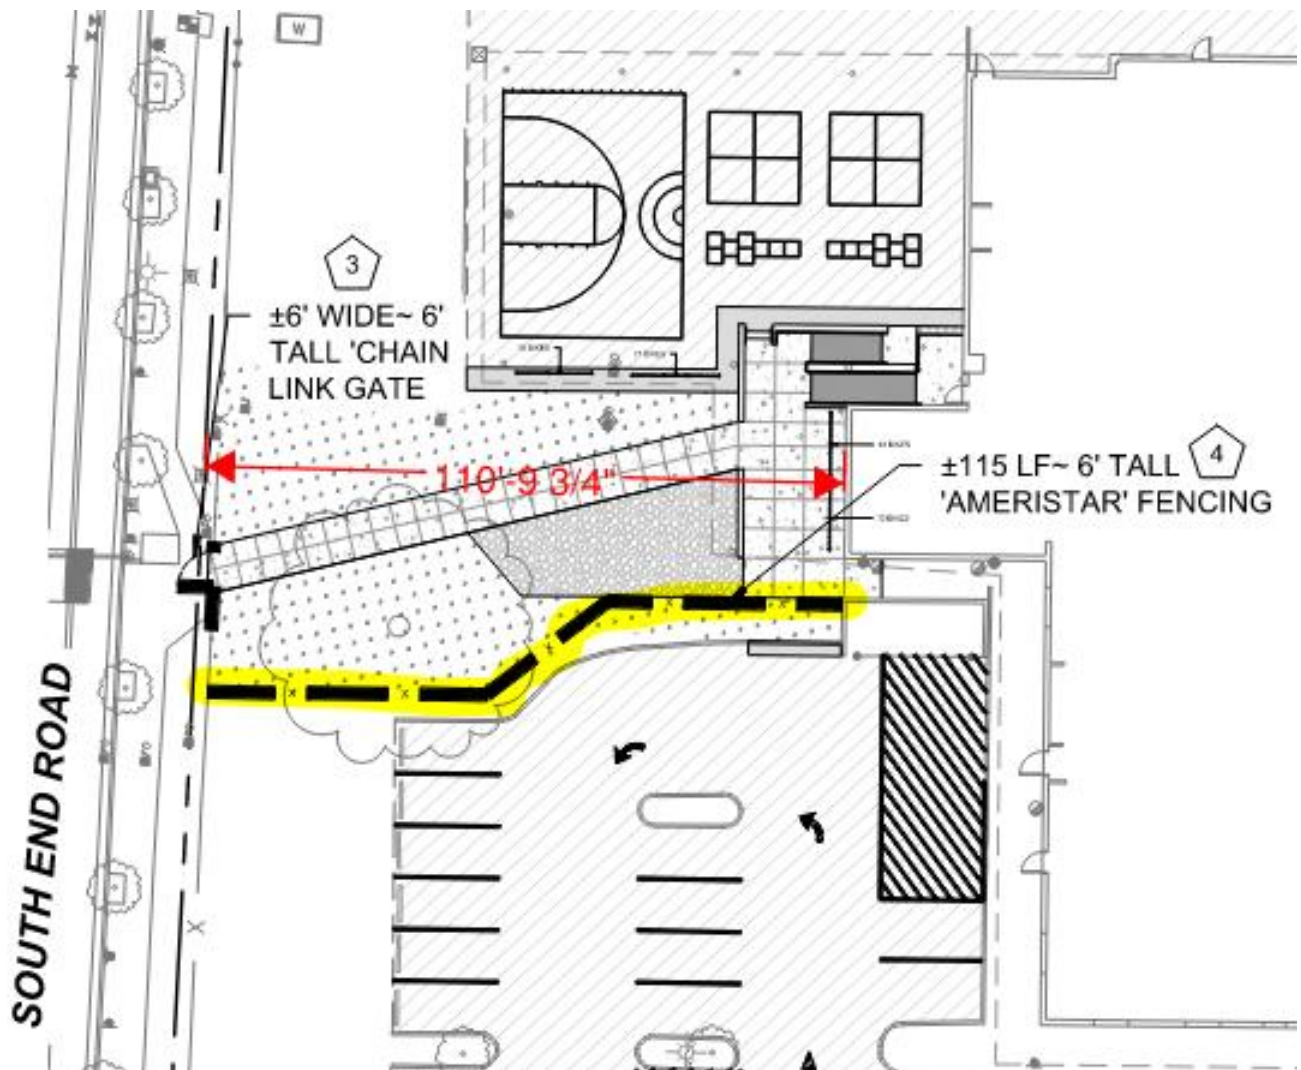 W
3
±6' WIDE~ 6'
TALL 'CHAIN
LINK GATE
110'-9 3/4"
4
±115 LF~ 6' TALL
'AMERISTAR' FENCING
SOUTH END ROAD